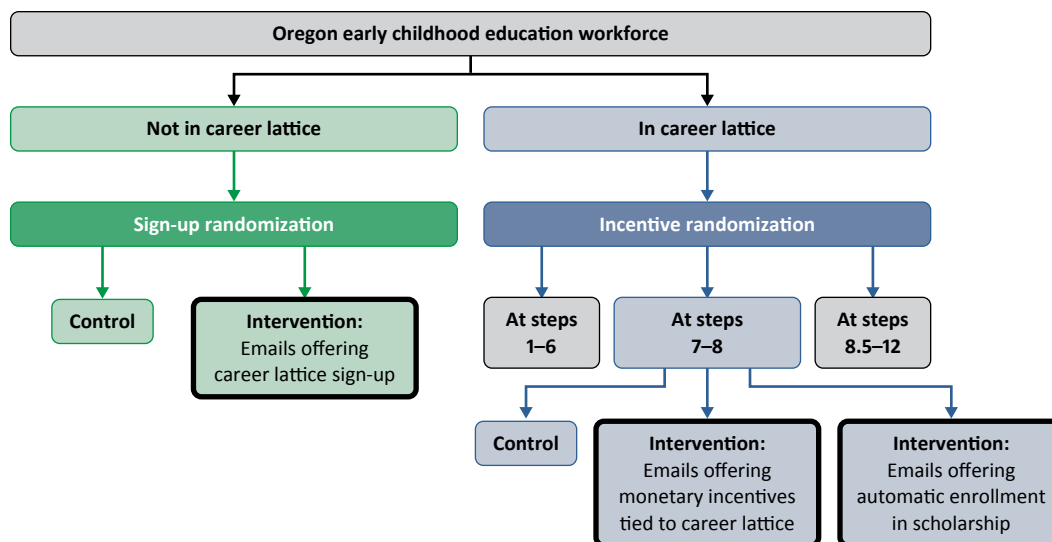 Oregon early childhood education workforce
Not in career lattice
In career lattice
Sign-up randomization
Incentive randomization
Control
Intervention:
Emails offering
career lattice sign-up
At steps
1–6
At steps
7–8
At steps
8.5–12
Control
Intervention:
Emails offering
monetary incentives
tied to career lattice
Intervention:
Emails offering
automatic enrollment
in scholarship